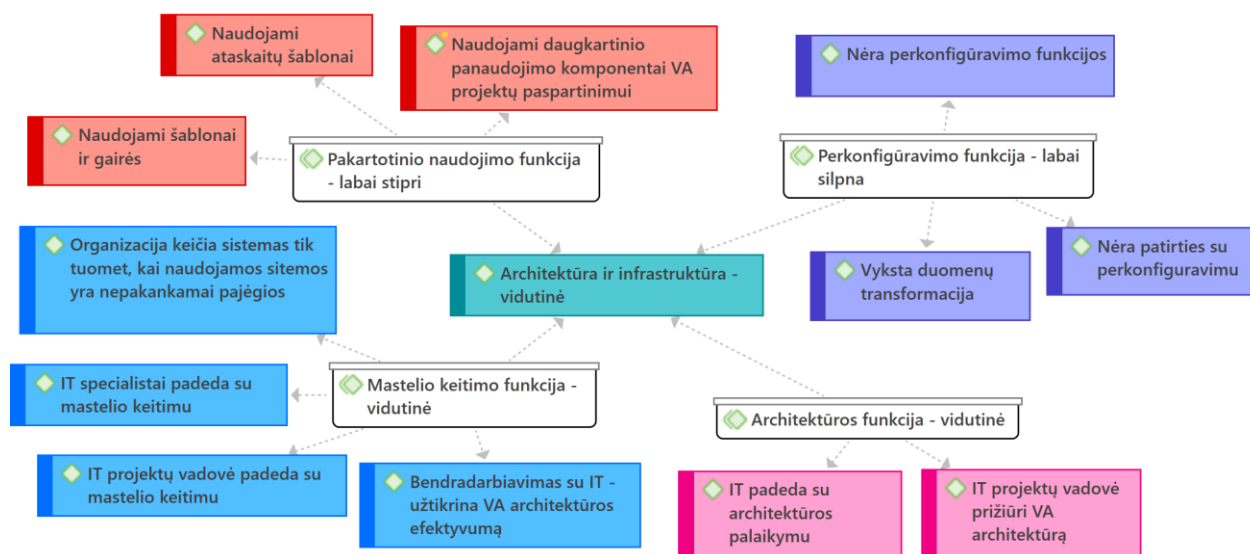 Naudojami
ataskaitų šablonai
Naudojami daugkartinio
panaudojimo komponentai VA
projektų paspartinimui
Nėra perkonfigūravimo funkcijos
Naudojami šablonai
ir gairės
Pakartotinio naudojimo funkcija
- labai stipri
Perkonfigūravimo funkcija - labai
silpna
Organizacija keičia sistemas tik
tuomet, kai naudojamos sitemos
yra nepakankamai pajėgios
Architektūra ir infrastruktūra -
vidutinė
Vyksta duomenų
transformacija
Nėra patirties su
perkonfiguravimu
IT specialistai padeda su
mastelio keitimu
Mastelio keitimo funkcija -
vidutinė
Architektūros funkcija - vidutinė
IT projektų vadovė padeda su
mastelio keitimu
Bendradarbiavimas su IT -
užtikrina VA architektūros
efektyvumą
IT padeda su
architektūros
palaikymu
IT projektų vadovė
prižiūri VA
architektūrą